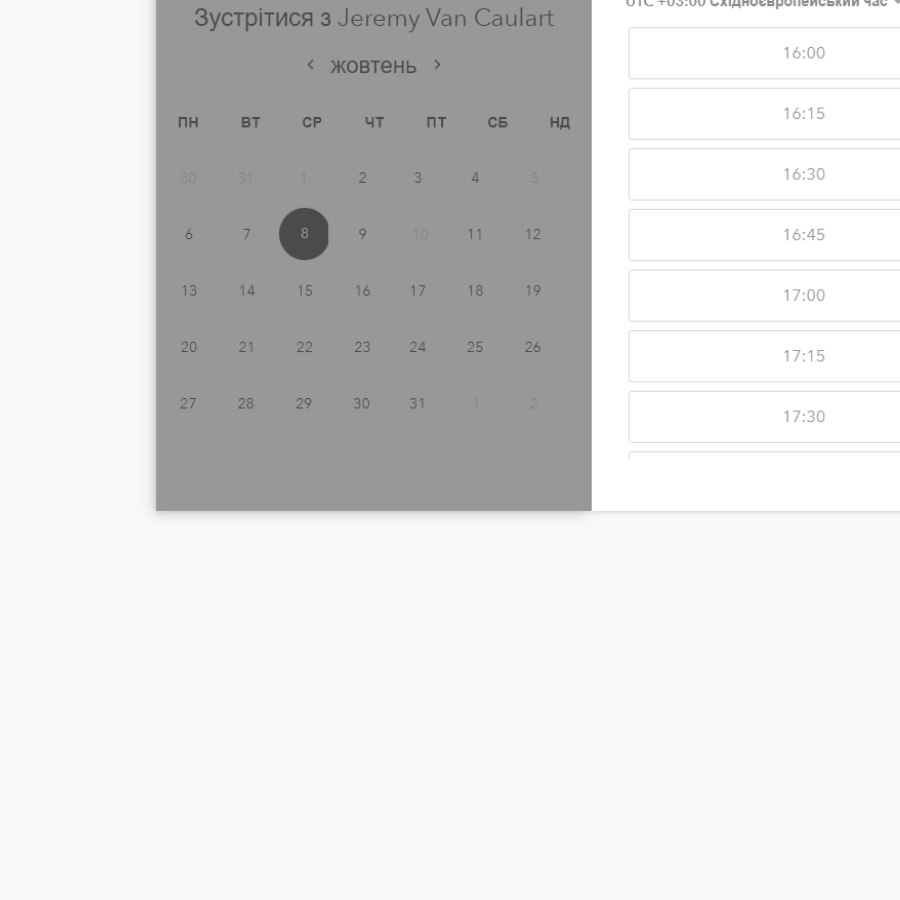 Зустрітися з Jeremy Van Caulart
‹ жовтень ›
ПН ВТ СР ЧТ ПТ СБ НД
30 31 1 2 3 4 5
6 7 8 9 10 11 12
13 14 15 16 17 18 19
20 21 22 23 24 25 26
27 28 29 30 31 1 2
UTC +03:00 Східноєвропейський час
16:00
16:15
16:30
16:45
17:00
17:15
17:30